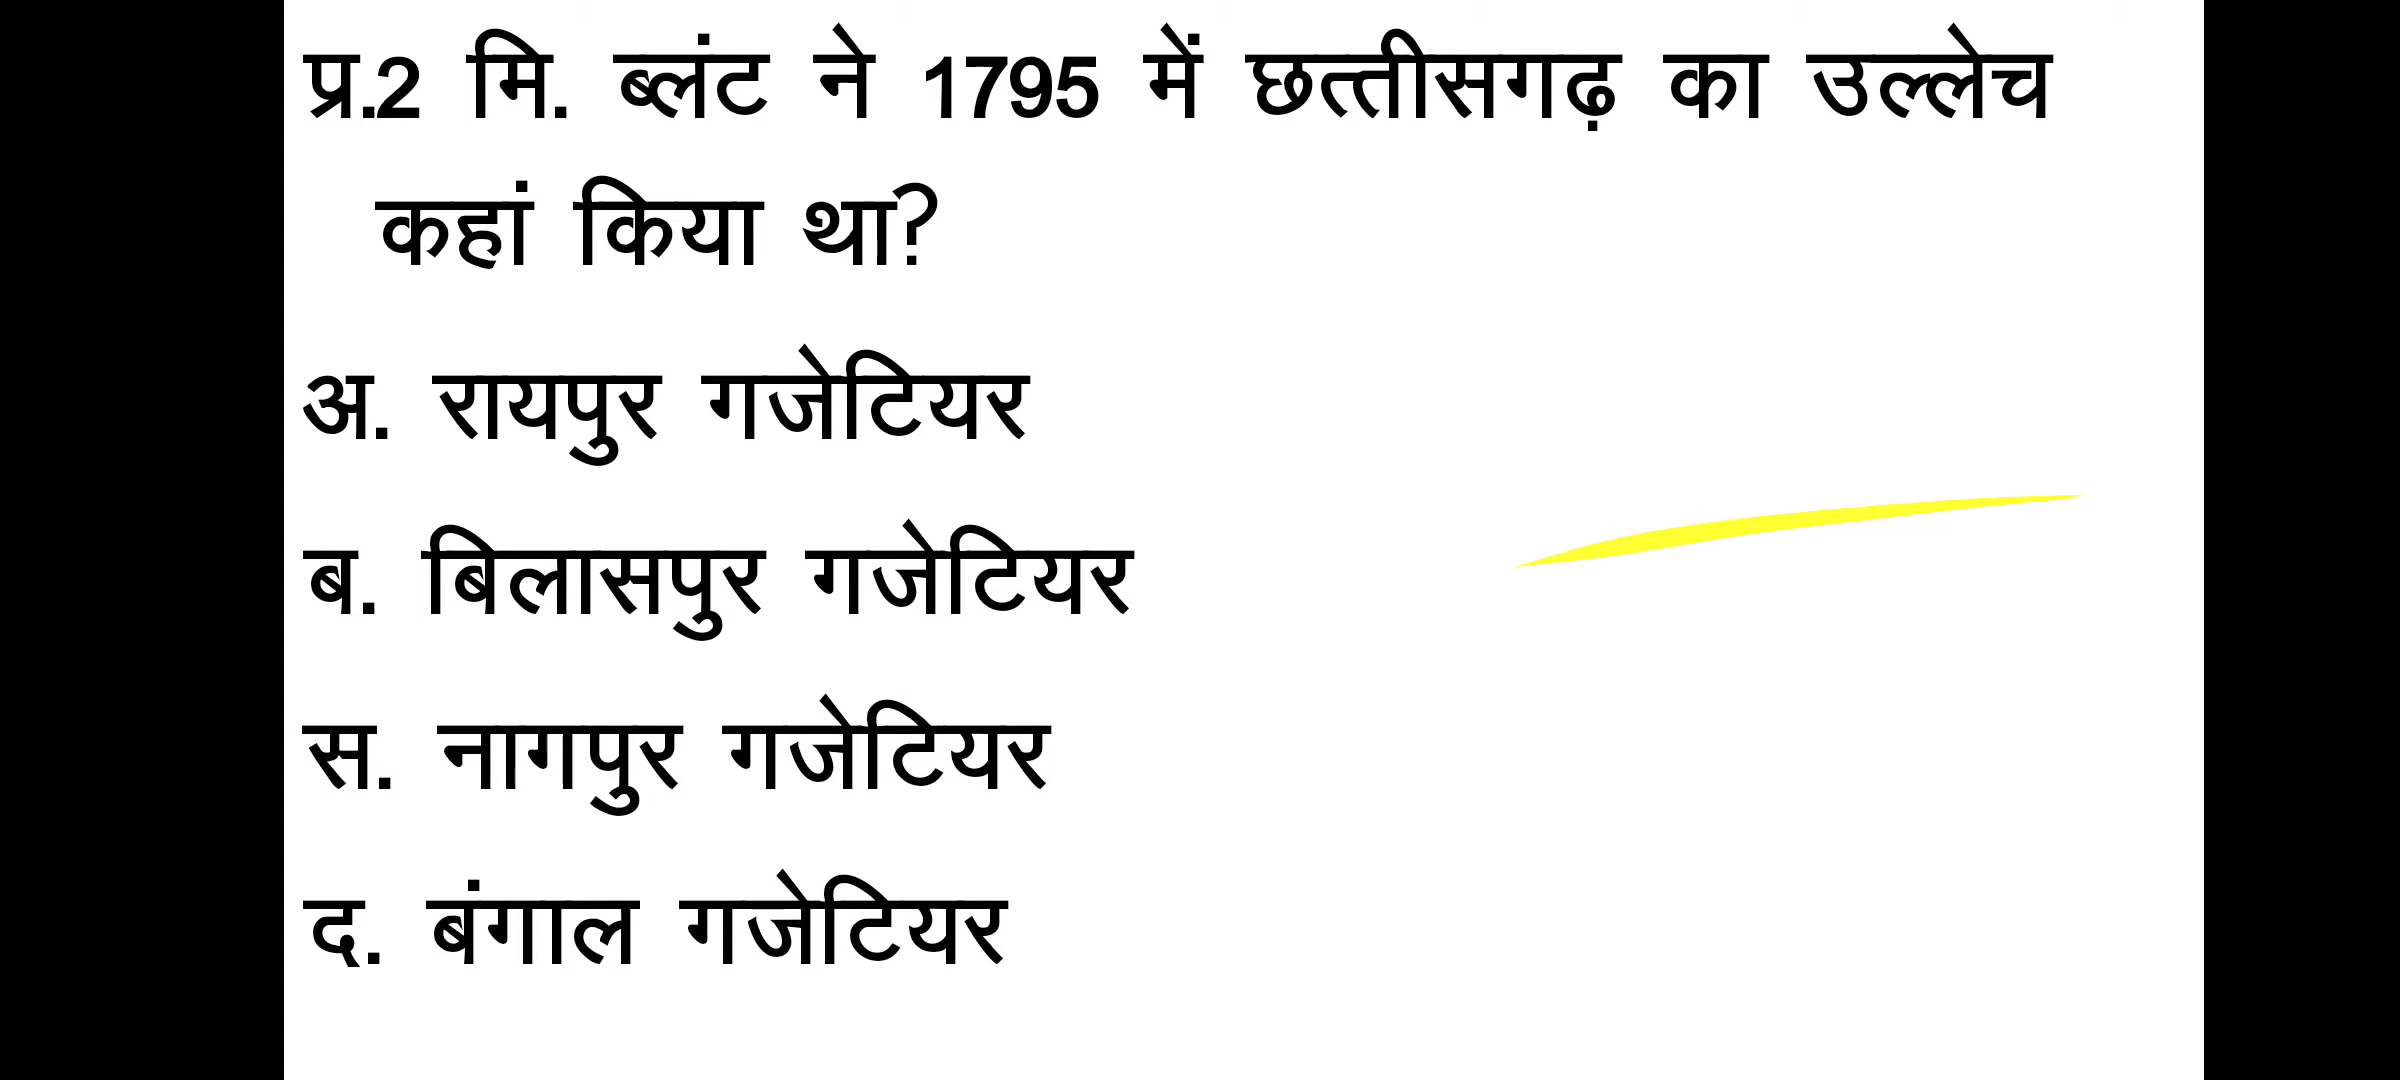 प्र.2 मि. ब्लंट ने 1795 में छत्तीसगढ़ का उल्लेच
कहां किया था?
अ. रायपुर गजेटियर
ब. बिलासपुर गजेटियर
स. नागपुर गजेटियर
द. बंगाल गजेटियर